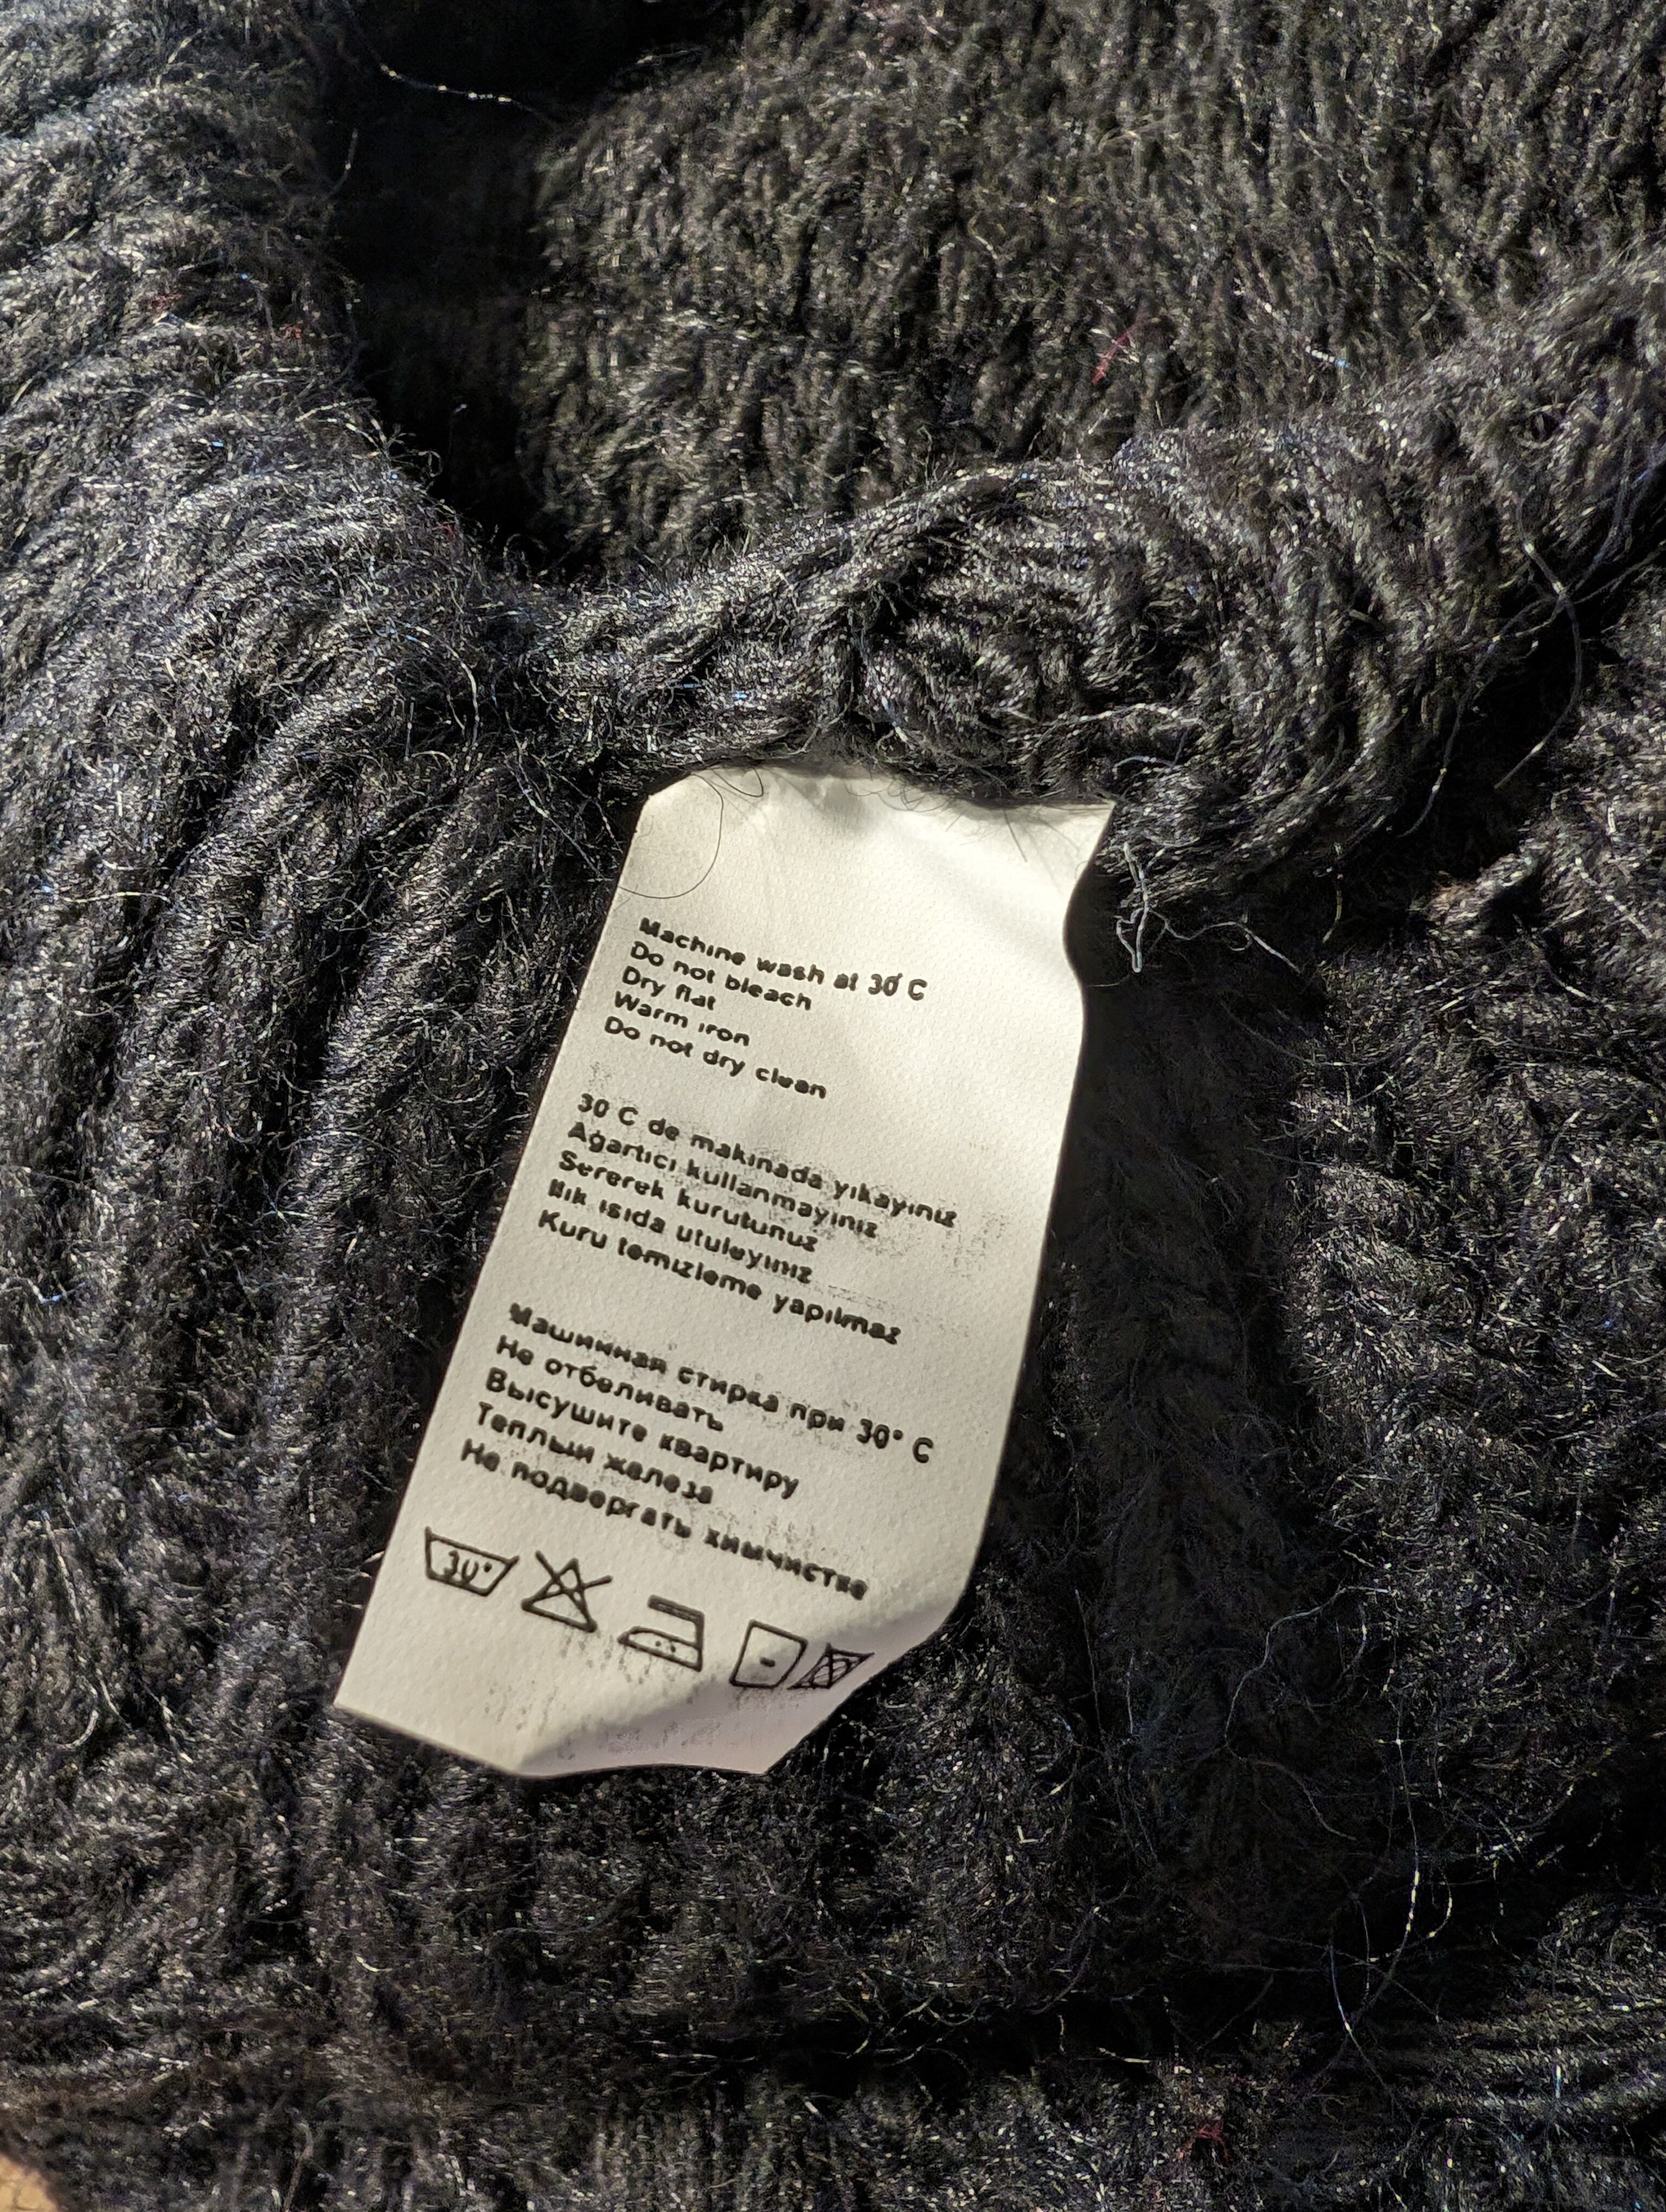 Machine wash at 30°C
Do not bleach
Dry flat
Warm iron
Do not dry clean
30 C de makinada yıkayınız
Ağartıcı kullanmayınız
Sererek kurutunuz
Ilık ısıda utuleyınız
Kuru temizleme yapılmaz
Машинная стирка при 30° C
Не отбеливать
Высушите квартиру
Теплый железа
Не подвергать химчистке
30°